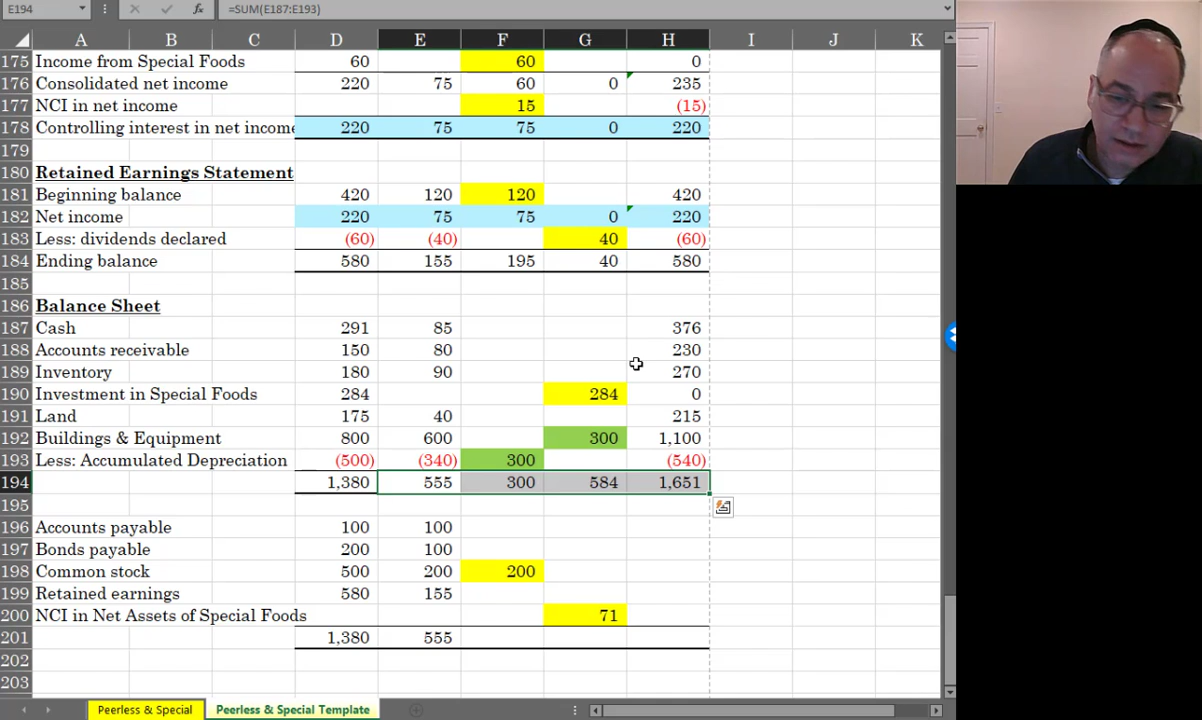 E194 fx =SUM(E187:E193)
A B C D E F G H I J K
175 Income from Special Foods 60 60 0
176 Consolidated net income 220 75 60 0 235
177 NCI in net income 15 (15)
178 Controlling interest in net income 220 75 75 0 220
179
180 Retained Earnings Statement
181 Beginning balance 420 120 120 420
182 Net income 220 75 75 0 220
183 Less: dividends declared (60) (40) 40 (60)
184 Ending balance 580 155 195 40 580
185
186 Balance Sheet
187 Cash 291 85 376
188 Accounts receivable 150 80 230
189 Inventory 180 90 270
190 Investment in Special Foods 284 284 0
191 Land 175 40 215
192 Buildings & Equipment 800 600 300 1,100
193 Less: Accumulated Depreciation (500) (340) 300 (540)
194 1,380 555 300 584 1,651
195
196 Accounts payable 100 100
197 Bonds payable 200 100
198 Common stock 500 200 200
199 Retained earnings 580 155
200 NCI in Net Assets of Special Foods 71
201 1,380 555
202
203
Peerless & Special Peerless & Special Template